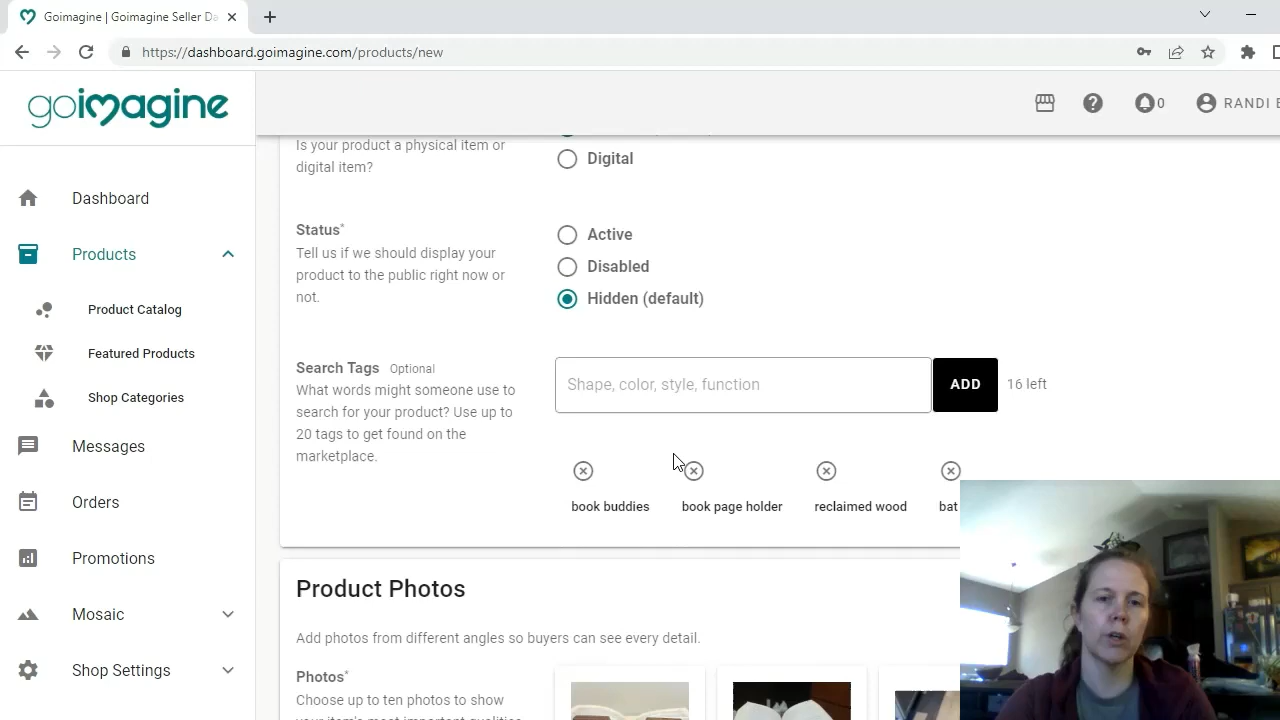 Goimagine | Goimagine Seller Da
https://dashboard.goimagine.com/products/new
goimagine
0
RANDI
Dashboard
Products
Product Catalog
Featured Products
Shop Categories
Messages
Orders
Promotions
Mosaic
Shop Settings
Is your product a physical item or
digital item?
Digital
Status*
Tell us if we should display your
product to the public right now or
not.
Active
Disabled
Hidden (default)
Search Tags Optional
What words might someone use to
search for your product? Use up to
20 tags to get found on the
marketplace.
Shape, color, style, function
ADD
16 left
book buddies
book page holder
reclaimed wood
bat
Product Photos
Add photos from different angles so buyers can see every detail.
Photos*
Choose up to ten photos to show
your item's most important qualities